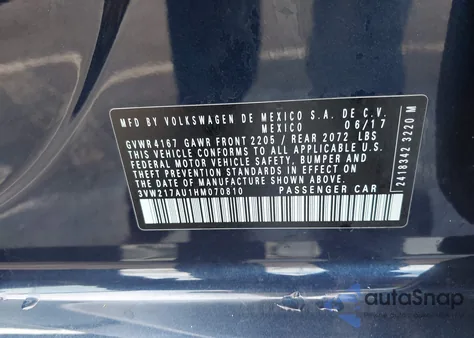 MFD BY VOLKSWAGEN DE MEXICO S.A. DE C.V.
MEXICO 06/17
GVWR 4167 GAWR FRONT 2205 / REAR 2072 LBS
THIS VEHICLE CONFORMS TO ALL APPLICABLE
FEDERAL MOTOR VEHICLE SAFETY, BUMPER AND
THEFT PREVENTION STANDARDS IN EFFECT ON
THE DATE OF MANUFACTURE SHOWN ABOVE.
3VW217AU1HM070810 PASSENGER CAR
2418342 3220 M
autoSnap